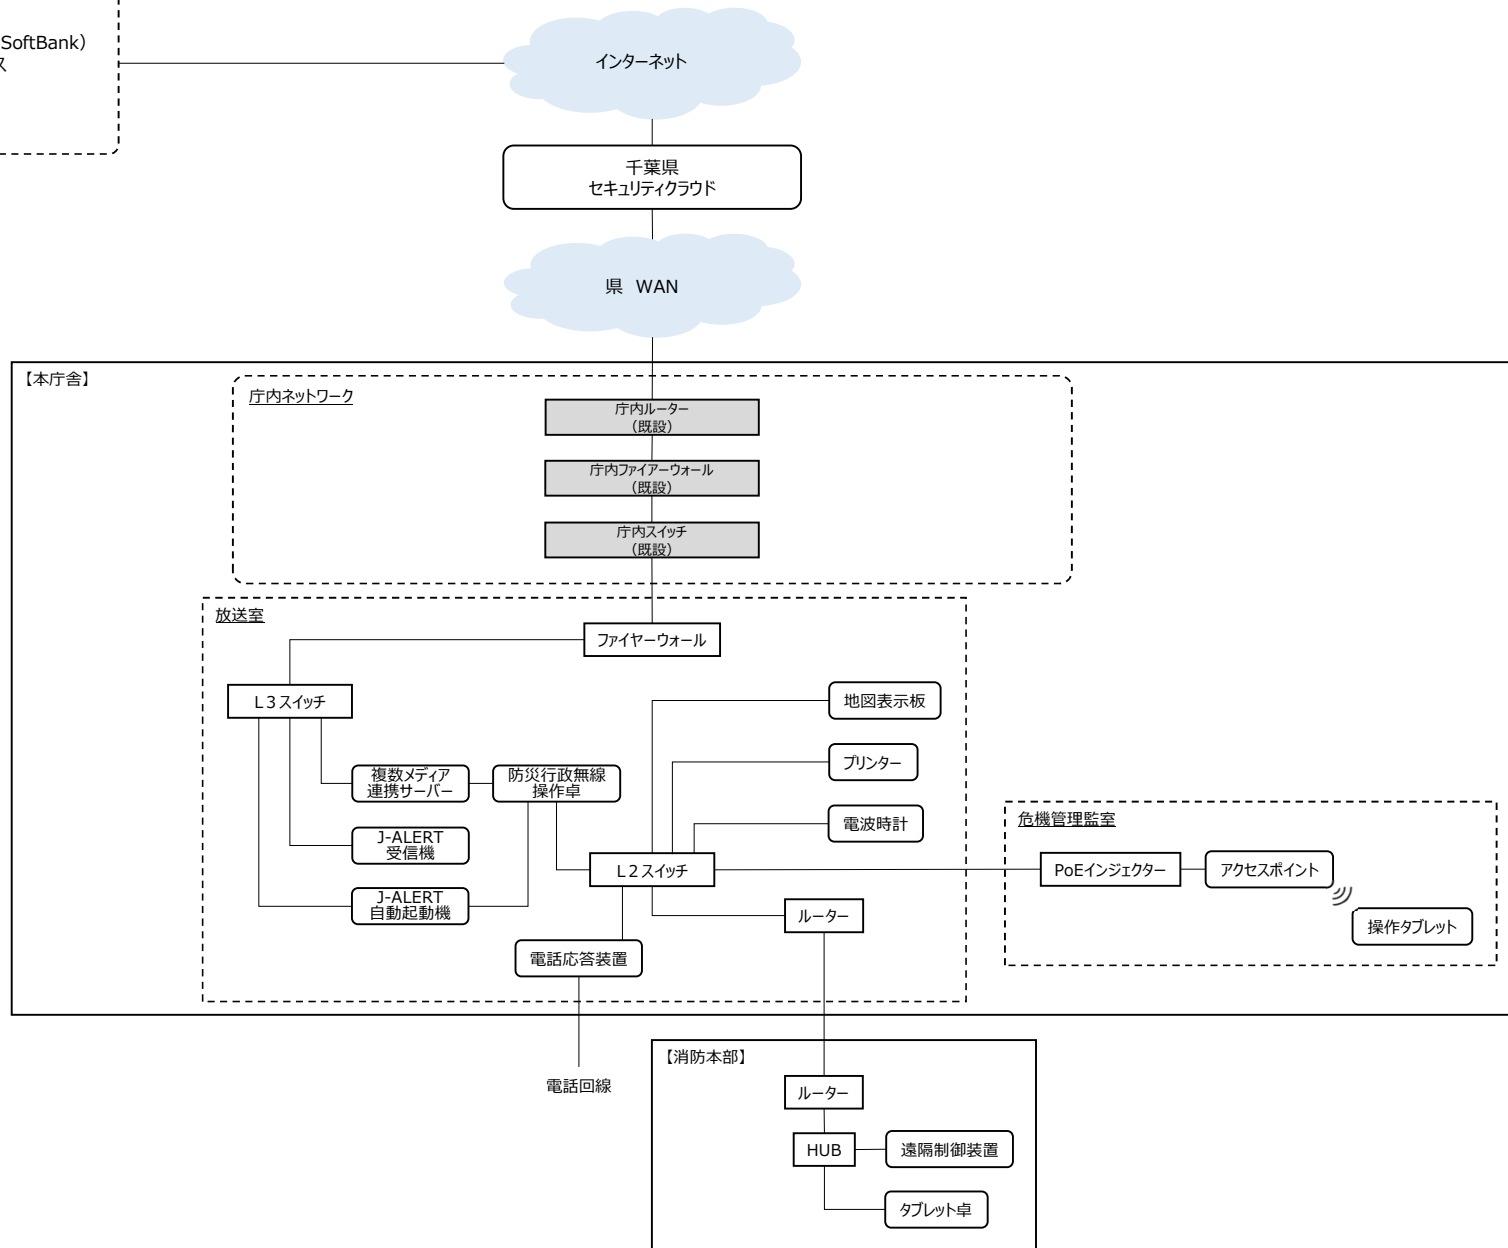 SoftBank）
ス
インターネット
千葉県
セキュリティクラウド
県　WAN
【本庁舎】
庁内ネットワーク
庁内ルーター
（既設）
庁内ファイアーウォール
（既設）
庁内スイッチ
（既設）
放送室
ファイヤーウォール
L３スイッチ
地図表示板
複数メディア
連携サーバー
防災行政無線
操作卓
プリンター
J-ALERT
受信機
電波時計
危機管理監室
L２スイッチ
PoEインジェクター
アクセスポイント
J-ALERT
自動起動機
ルーター
操作タブレット
電話応答装置
電話回線
【消防本部】
ルーター
HUB
遠隔制御装置
タブレット卓